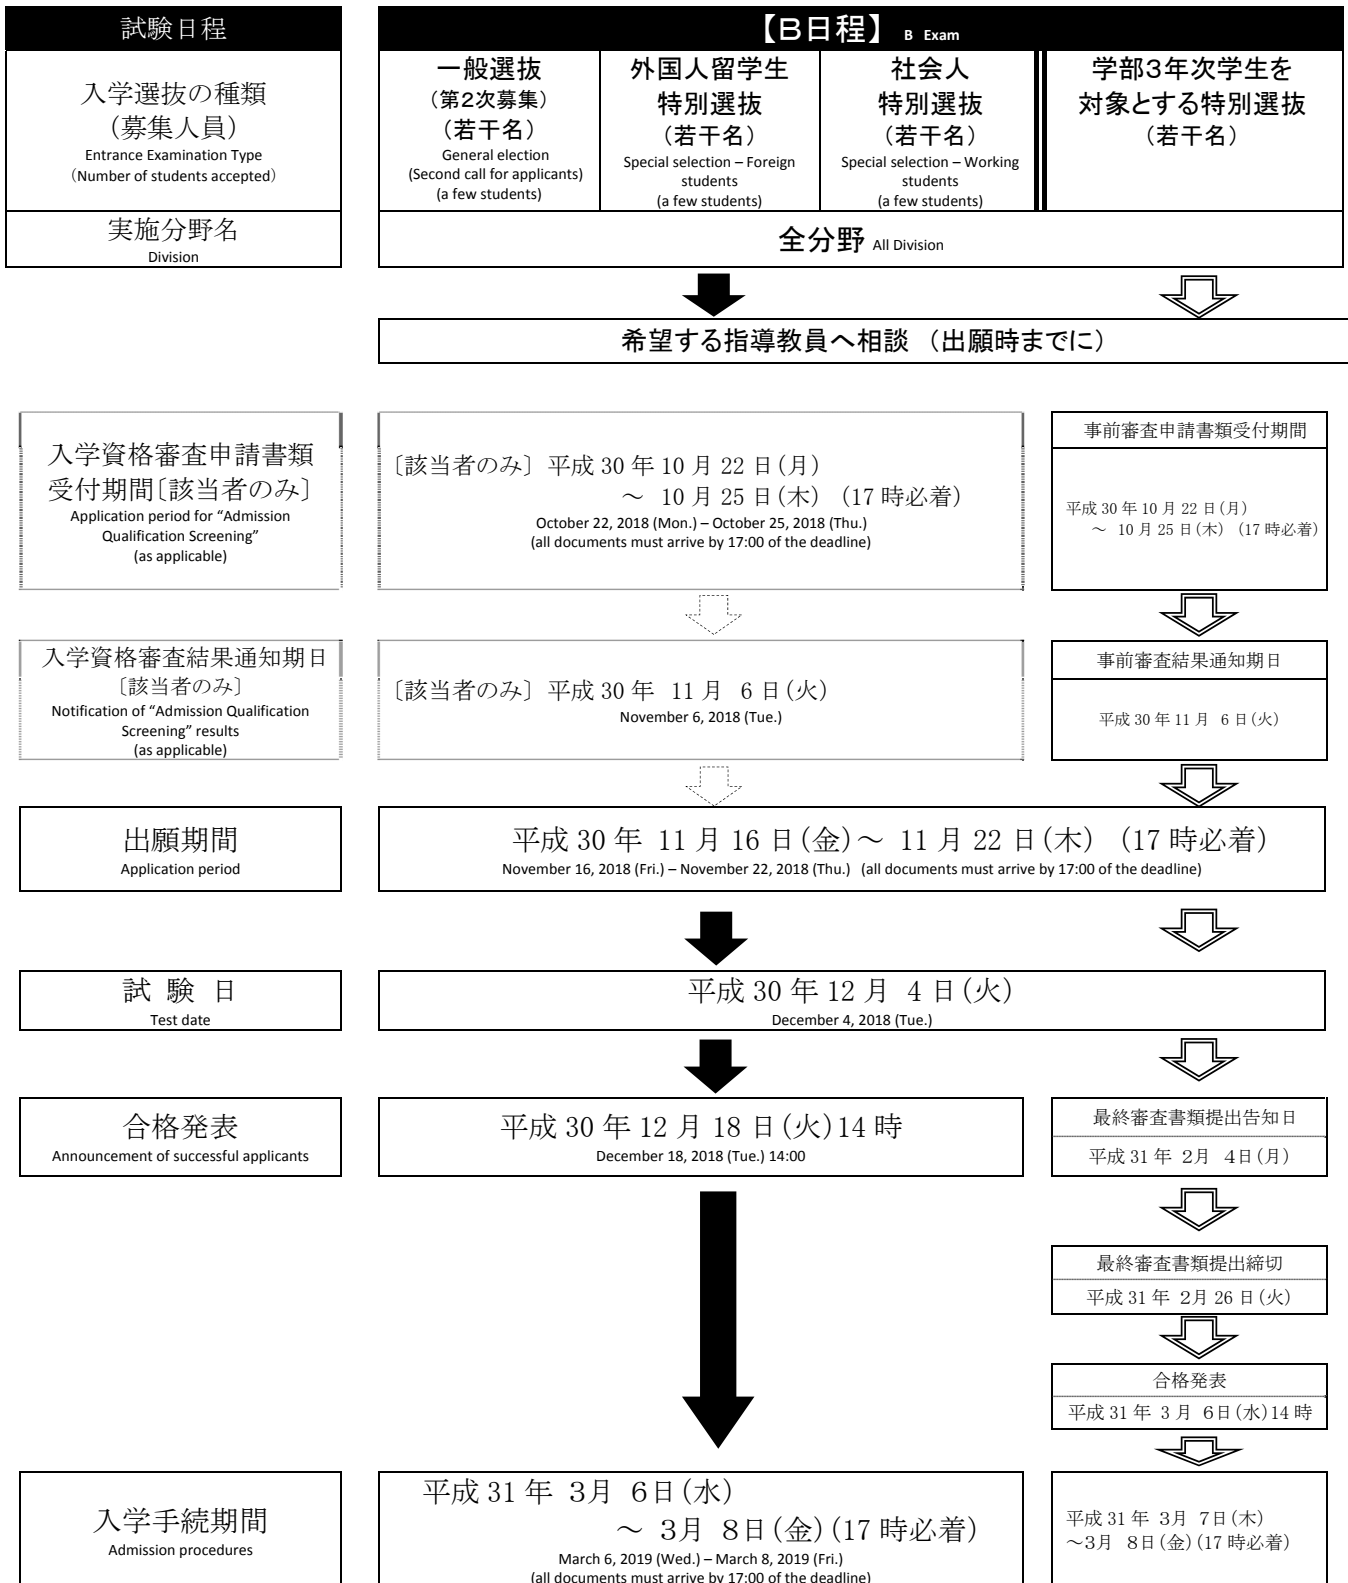 試験日程
【Ｂ日程】 B Exam
入学選抜の種類
（募集人員）
Entrance Examination Type
（Number of students accepted）
一般選抜
（第２次募集）
（若干名）
General election
(Second call for applicants)
(a few students)
外国人留学生
特別選抜
（若干名）
Special selection – Foreign
students
(a few students)
社会人
特別選抜
（若干名）
Special selection – Working
students
(a few students)
学部３年次学生を
対象とする特別選抜
（若干名）
実施分野名
Division
全分野 All Division
希望する指導教員へ相談 （出願時までに）
入学資格審査申請書類
受付期間〔該当者のみ〕
Application period for “Admission
Qualification Screening”
(as applicable)
〔該当者のみ〕 平成 30 年 10 月 22 日（月）
～ 10 月 25 日（木） （17 時必着）
October 22, 2018 (Mon.) – October 25, 2018 (Thu.)
(all documents must arrive by 17:00 of the deadline)
事前審査申請書類受付期間
平成 30 年 10 月 22 日（月）
～ 10 月 25 日（木） （17 時必着）
入学資格審査結果通知期日
〔該当者のみ〕
Notification of “Admission Qualification
Screening” results
(as applicable)
〔該当者のみ〕 平成 30 年 11 月 6 日（火）
November 6, 2018 (Tue.)
事前審査結果通知期日
平成 30 年 11 月 6 日（火）
出願期間
Application period
平成 30 年 11 月 16 日（金）～ 11 月 22 日（木） （17 時必着）
November 16, 2018 (Fri.) – November 22, 2018 (Thu.) (all documents must arrive by 17:00 of the deadline)
試 験 日
Test date
平成 30 年 12 月 4 日（火）
December 4, 2018 (Tue.)
合格発表
Announcement of successful applicants
平成 30 年 12 月 18 日（火）14 時
December 18, 2018 (Tue.) 14:00
最終審査書類提出告知日
平成 31 年 ２月 ４日（月）
最終審査書類提出締切
平成 31 年 ２月 26 日（火）
合格発表
平成 31 年 ３月 ６日（水）14 時
入学手続期間
Admission procedures
平成 31 年 ３月 ６日（水）
～ ３月 ８日（金）（17 時必着）
March 6, 2019 (Wed.) – March 8, 2019 (Fri.)
(all documents must arrive by 17:00 of the deadline)
平成 31 年 ３月 ７日（木）
～３月 ８日（金）（17 時必着）